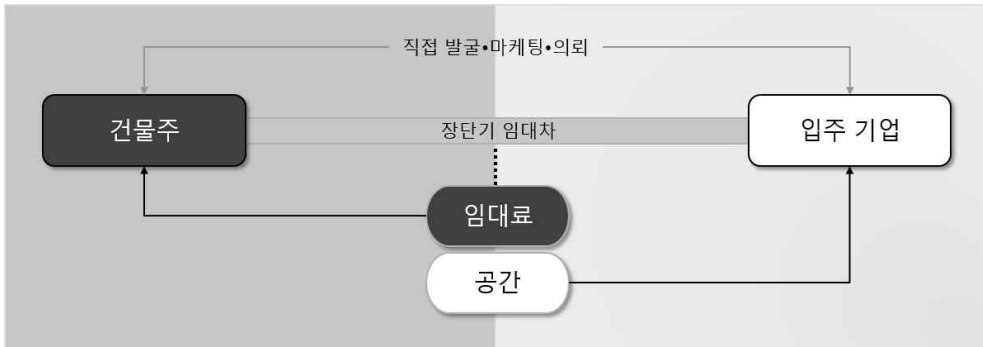 직접 발굴•마케팅•의뢰
건물주
장단기 임대차
입주 기업
임대료
공간